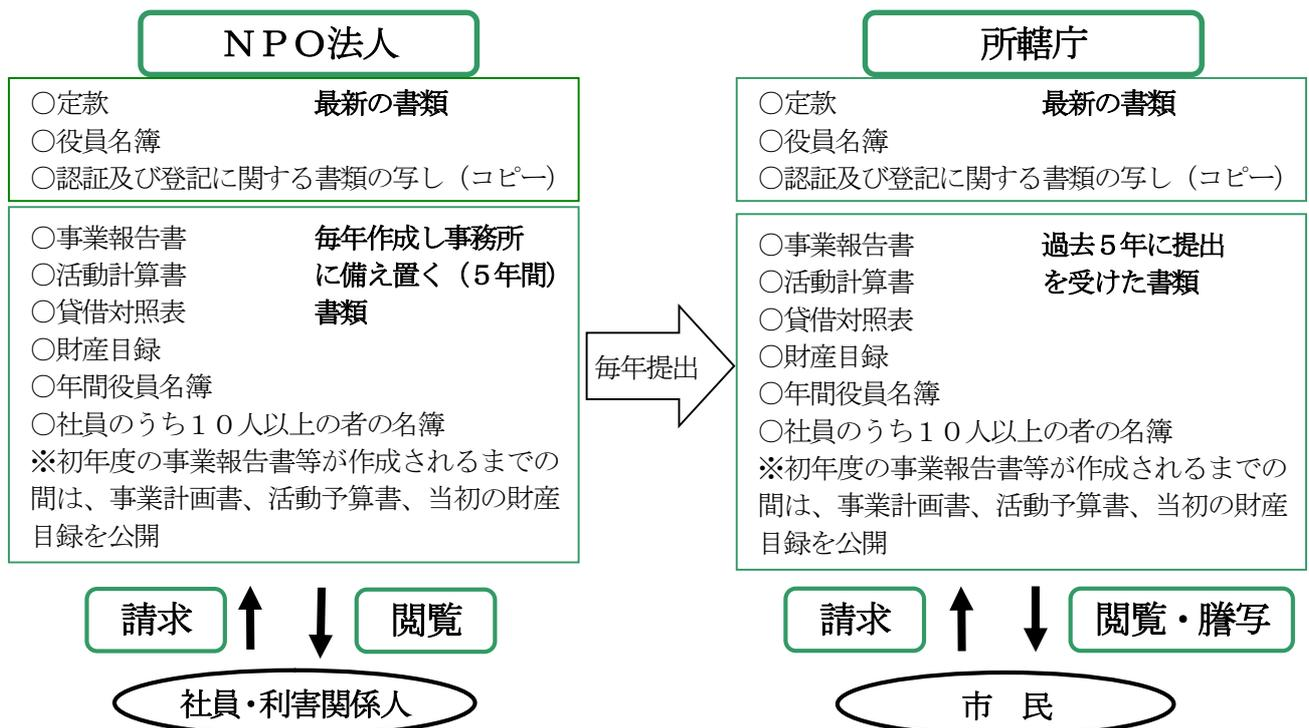 ＮＰＯ法人
○定款　最新の書類
○役員名簿
○認証及び登記に関する書類の写し（コピー）
○事業報告書　毎年作成し事務所
○活動計算書　に備え置く（５年間）
○貸借対照表　書類
○財産目録
○年間役員名簿
○社員のうち１０人以上の者の名簿
※初年度の事業報告書等が作成されるまでの
間は、事業計画書、活動予算書、当初の財産
目録を公開
請求
閲覧
社員・利害関係人
毎年提出
所轄庁
○定款　最新の書類
○役員名簿
○認証及び登記に関する書類の写し（コピー）
○事業報告書　過去５年に提出
○活動計算書　を受けた書類
○貸借対照表
○財産目録
○年間役員名簿
○社員のうち１０人以上の者の名簿
※初年度の事業報告書等が作成されるまでの
間は、事業計画書、活動予算書、当初の財産
目録を公開
請求
閲覧・謄写
市　民